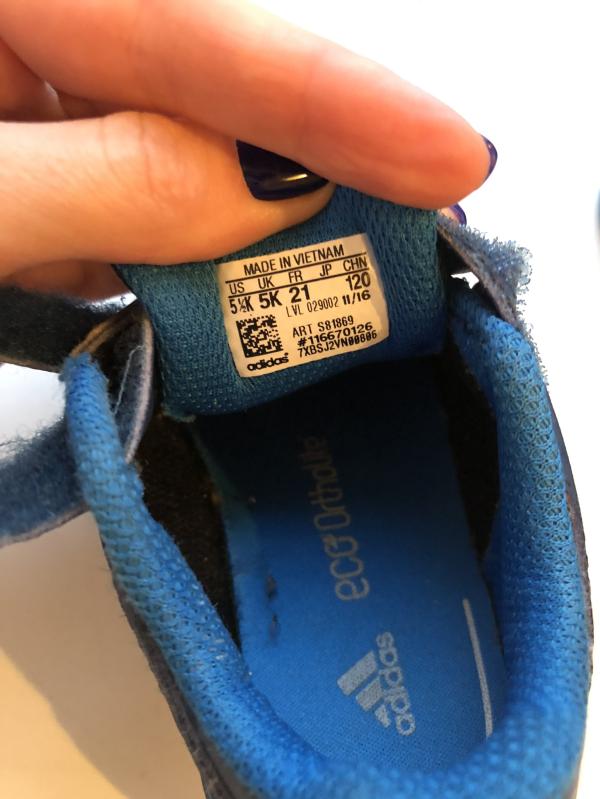 MADE IN VIETNAM
US UK FR JP CHN
5½K 5K 21 120
LVL 029002 11/16
ART S81869
#116670126
7XBSJ2VN00806
adidas
eco Ortholite
adidas